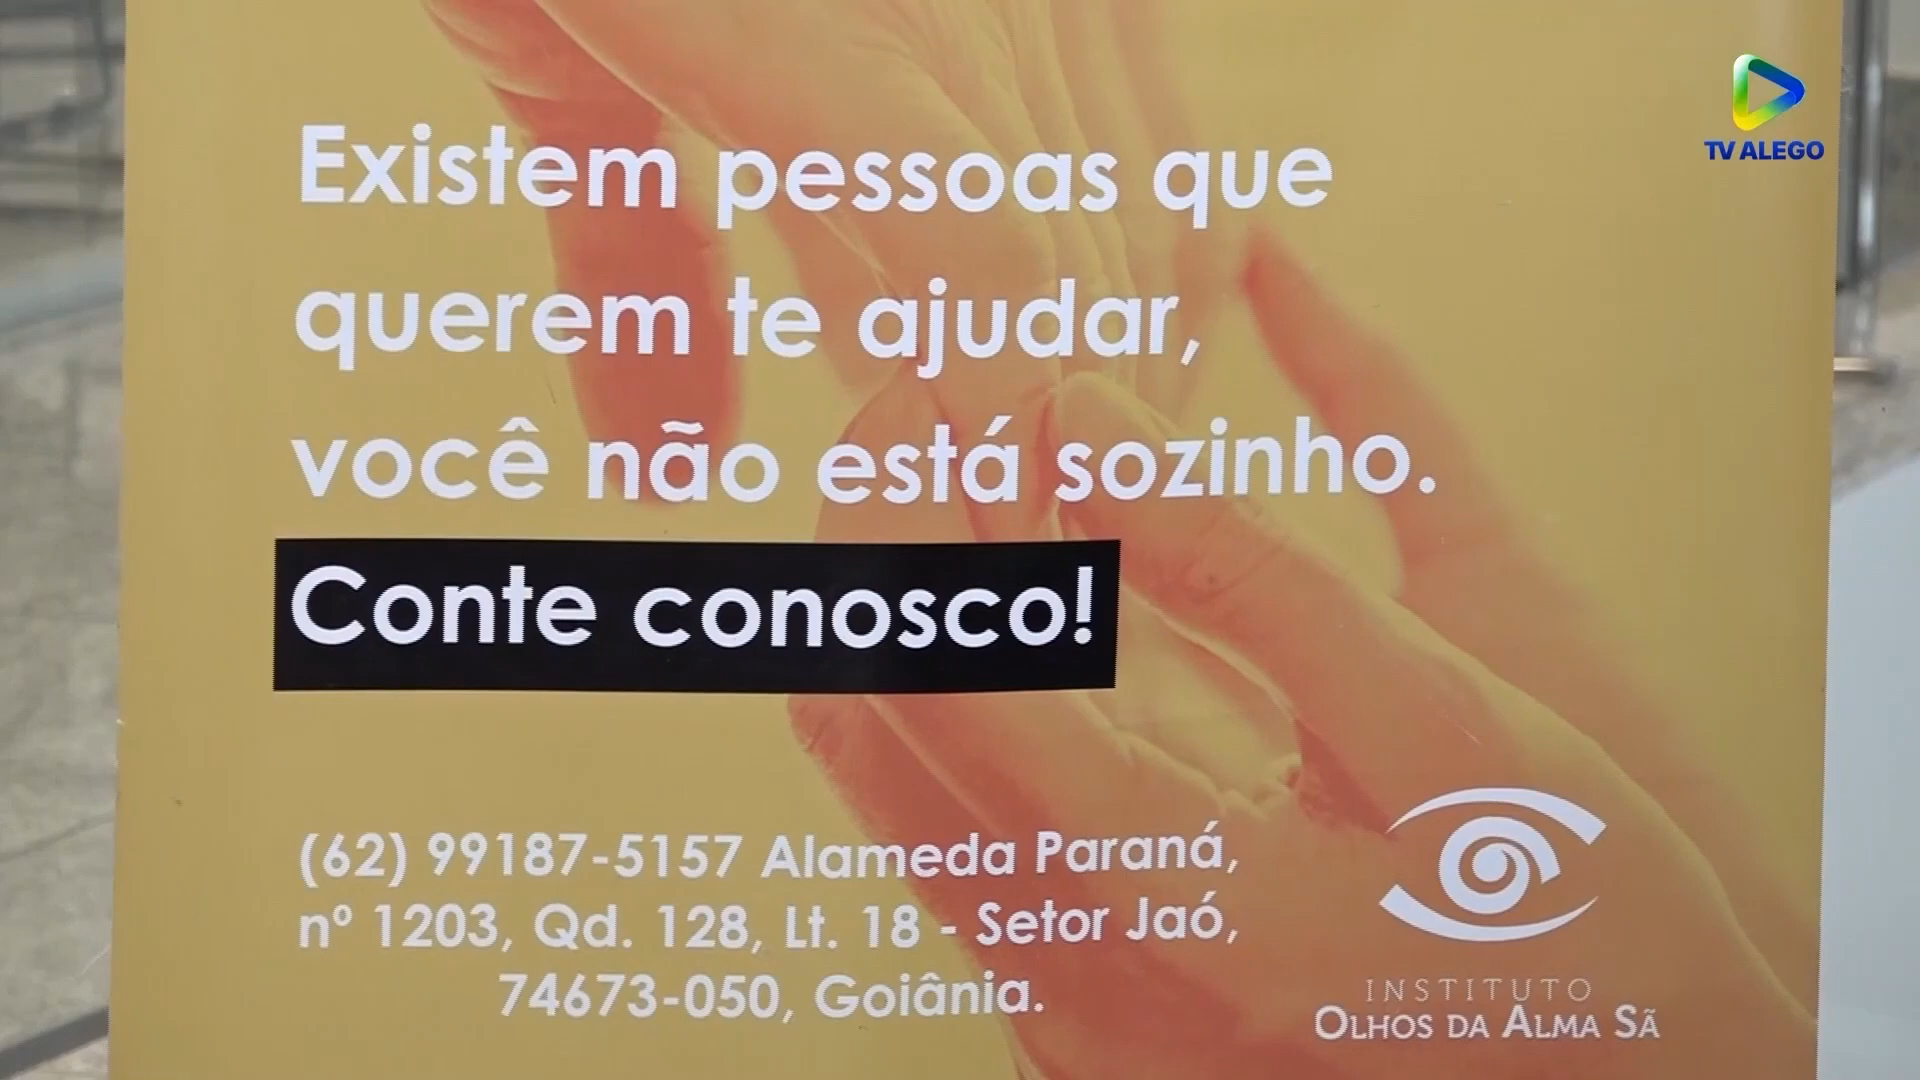 TV ALEGO
Existem pessoas que
querem te ajudar,
você não está sozinho.
Conte conosco!
(62) 99187-5157 Alameda Paraná,
nº 1203, Qd. 128, Lt. 18 - Setor Jaó,
74673-050, Goiânia.
INSTITUTO
OLHOS DA ALMA SÃ